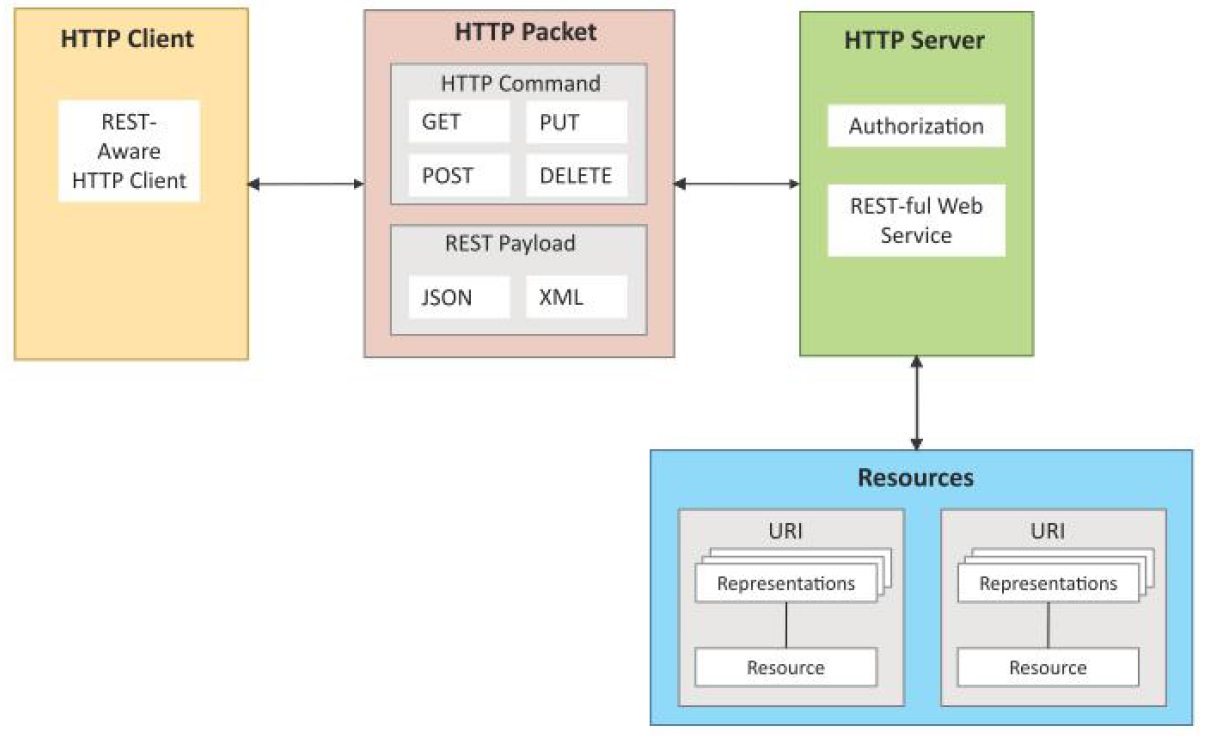 HTTP Client
REST-
Aware
HTTP Client
HTTP Packet
HTTP Command
GET
PUT
POST
DELETE
REST Payload
JSON
XML
HTTP Server
Authorization
REST-ful Web
Service
Resources
URI
Representations
Resource
URI
Representations
Resource